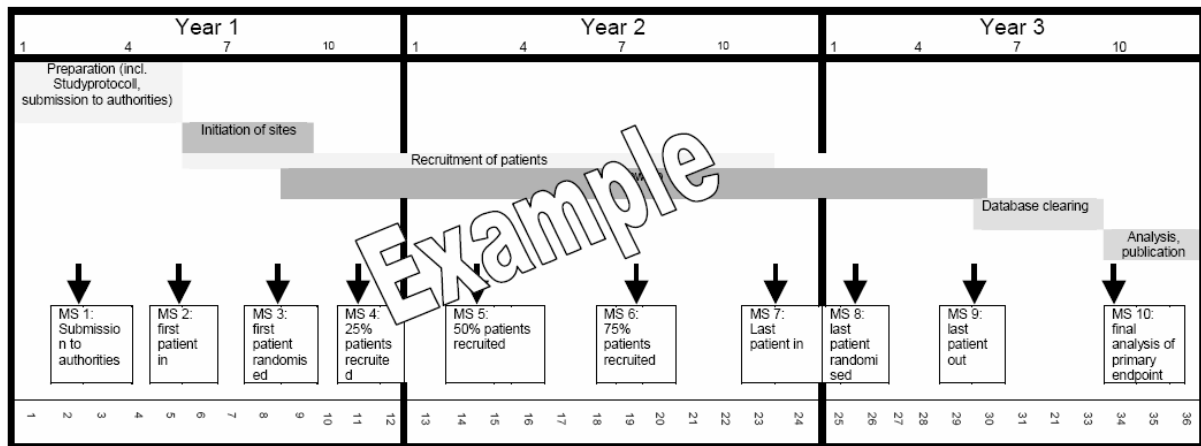 Year 1
Year 2
Year 3
1 4 7 10
1 4 7 10
1 4 7 10
Preparation (incl.
Studyprotocoll,
submission to authorities)
Initiation of sites
Recruitment of patients
Database clearing
Analysis,
publication
Example
MS 1:
Submissio
n to
authorities
MS 2:
first
patient
in
MS 3:
first
patient
randomis
ed
MS 4:
25%
patients
recruite
d
MS 5:
50% patients
recruited
MS 6:
75%
patients
recruited
MS 7:
Last
patient in
MS 8:
last
patient
randomi
sed
MS 9:
last
patient
out
MS 10:
final
analysis of
primary
endpoint
1 2 3 4 5 6 7 8 9 10 11 12 13 14 15 16 17 18 19 20 21 22 23 24 25 26 27 28 29 30 31 32 33 34 35 36